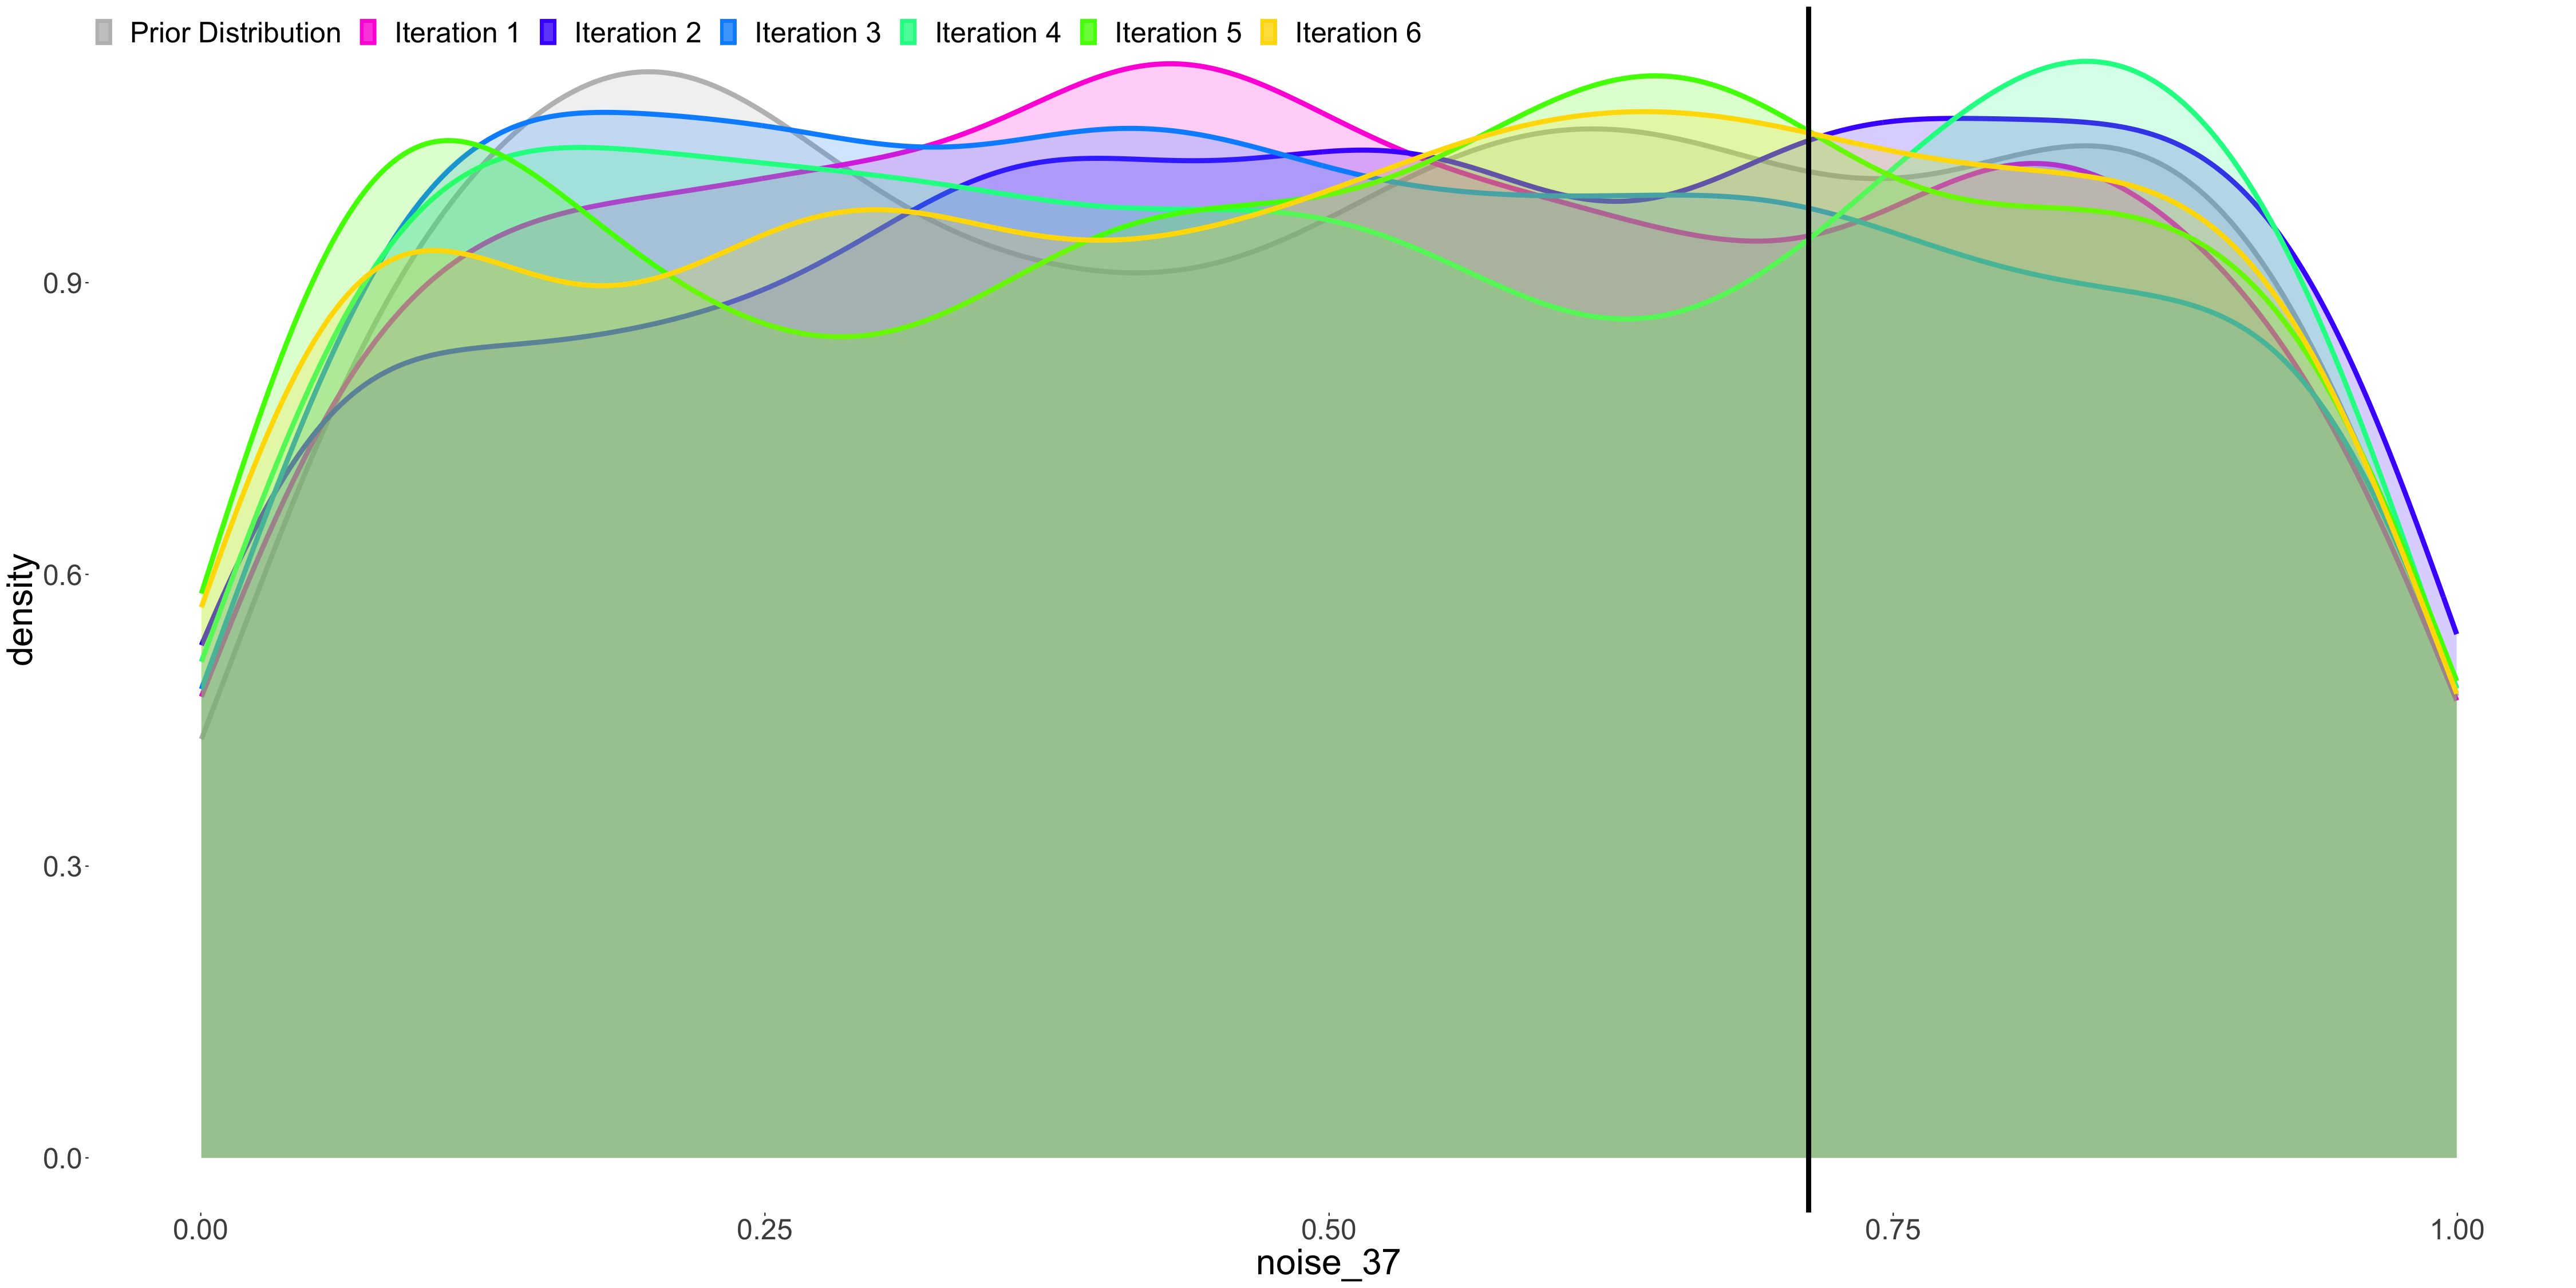 Prior Distribution Iteration 1 Iteration 2 Iteration 3 Iteration 4 Iteration 5 Iteration 6
density
0.9
0.6
0.3
0.0
0.00 0.25 0.50 0.75 1.00
noise_37